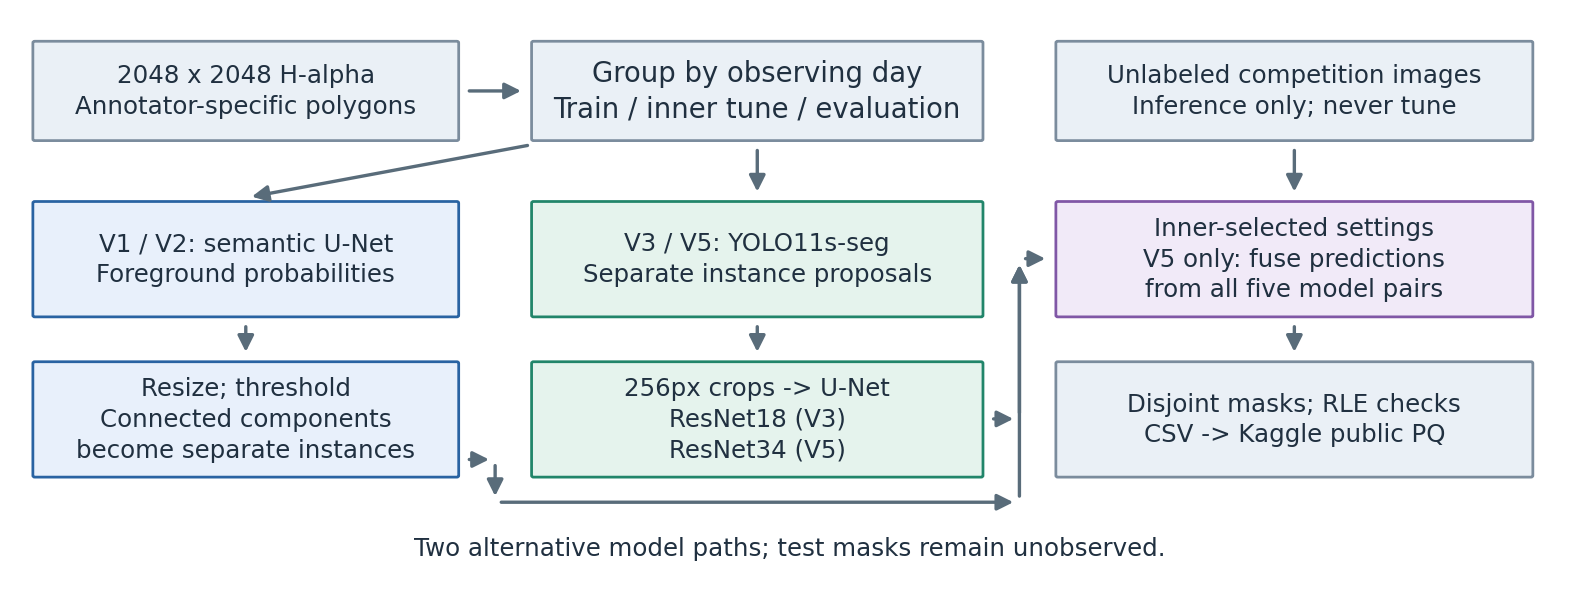 2048 x 2048 H-alpha
Annotator-specific polygons
Group by observing day
Train / inner tune / evaluation
Unlabeled competition images
Inference only; never tune
V1 / V2: semantic U-Net
Foreground probabilities
V3 / V5: YOLO11s-seg
Separate instance proposals
Inner-selected settings
V5 only: fuse predictions
from all five model pairs
Resize; threshold
Connected components
become separate instances
256px crops -> U-Net
ResNet18 (V3)
ResNet34 (V5)
Disjoint masks; RLE checks
CSV -> Kaggle public PQ
Two alternative model paths; test masks remain unobserved.